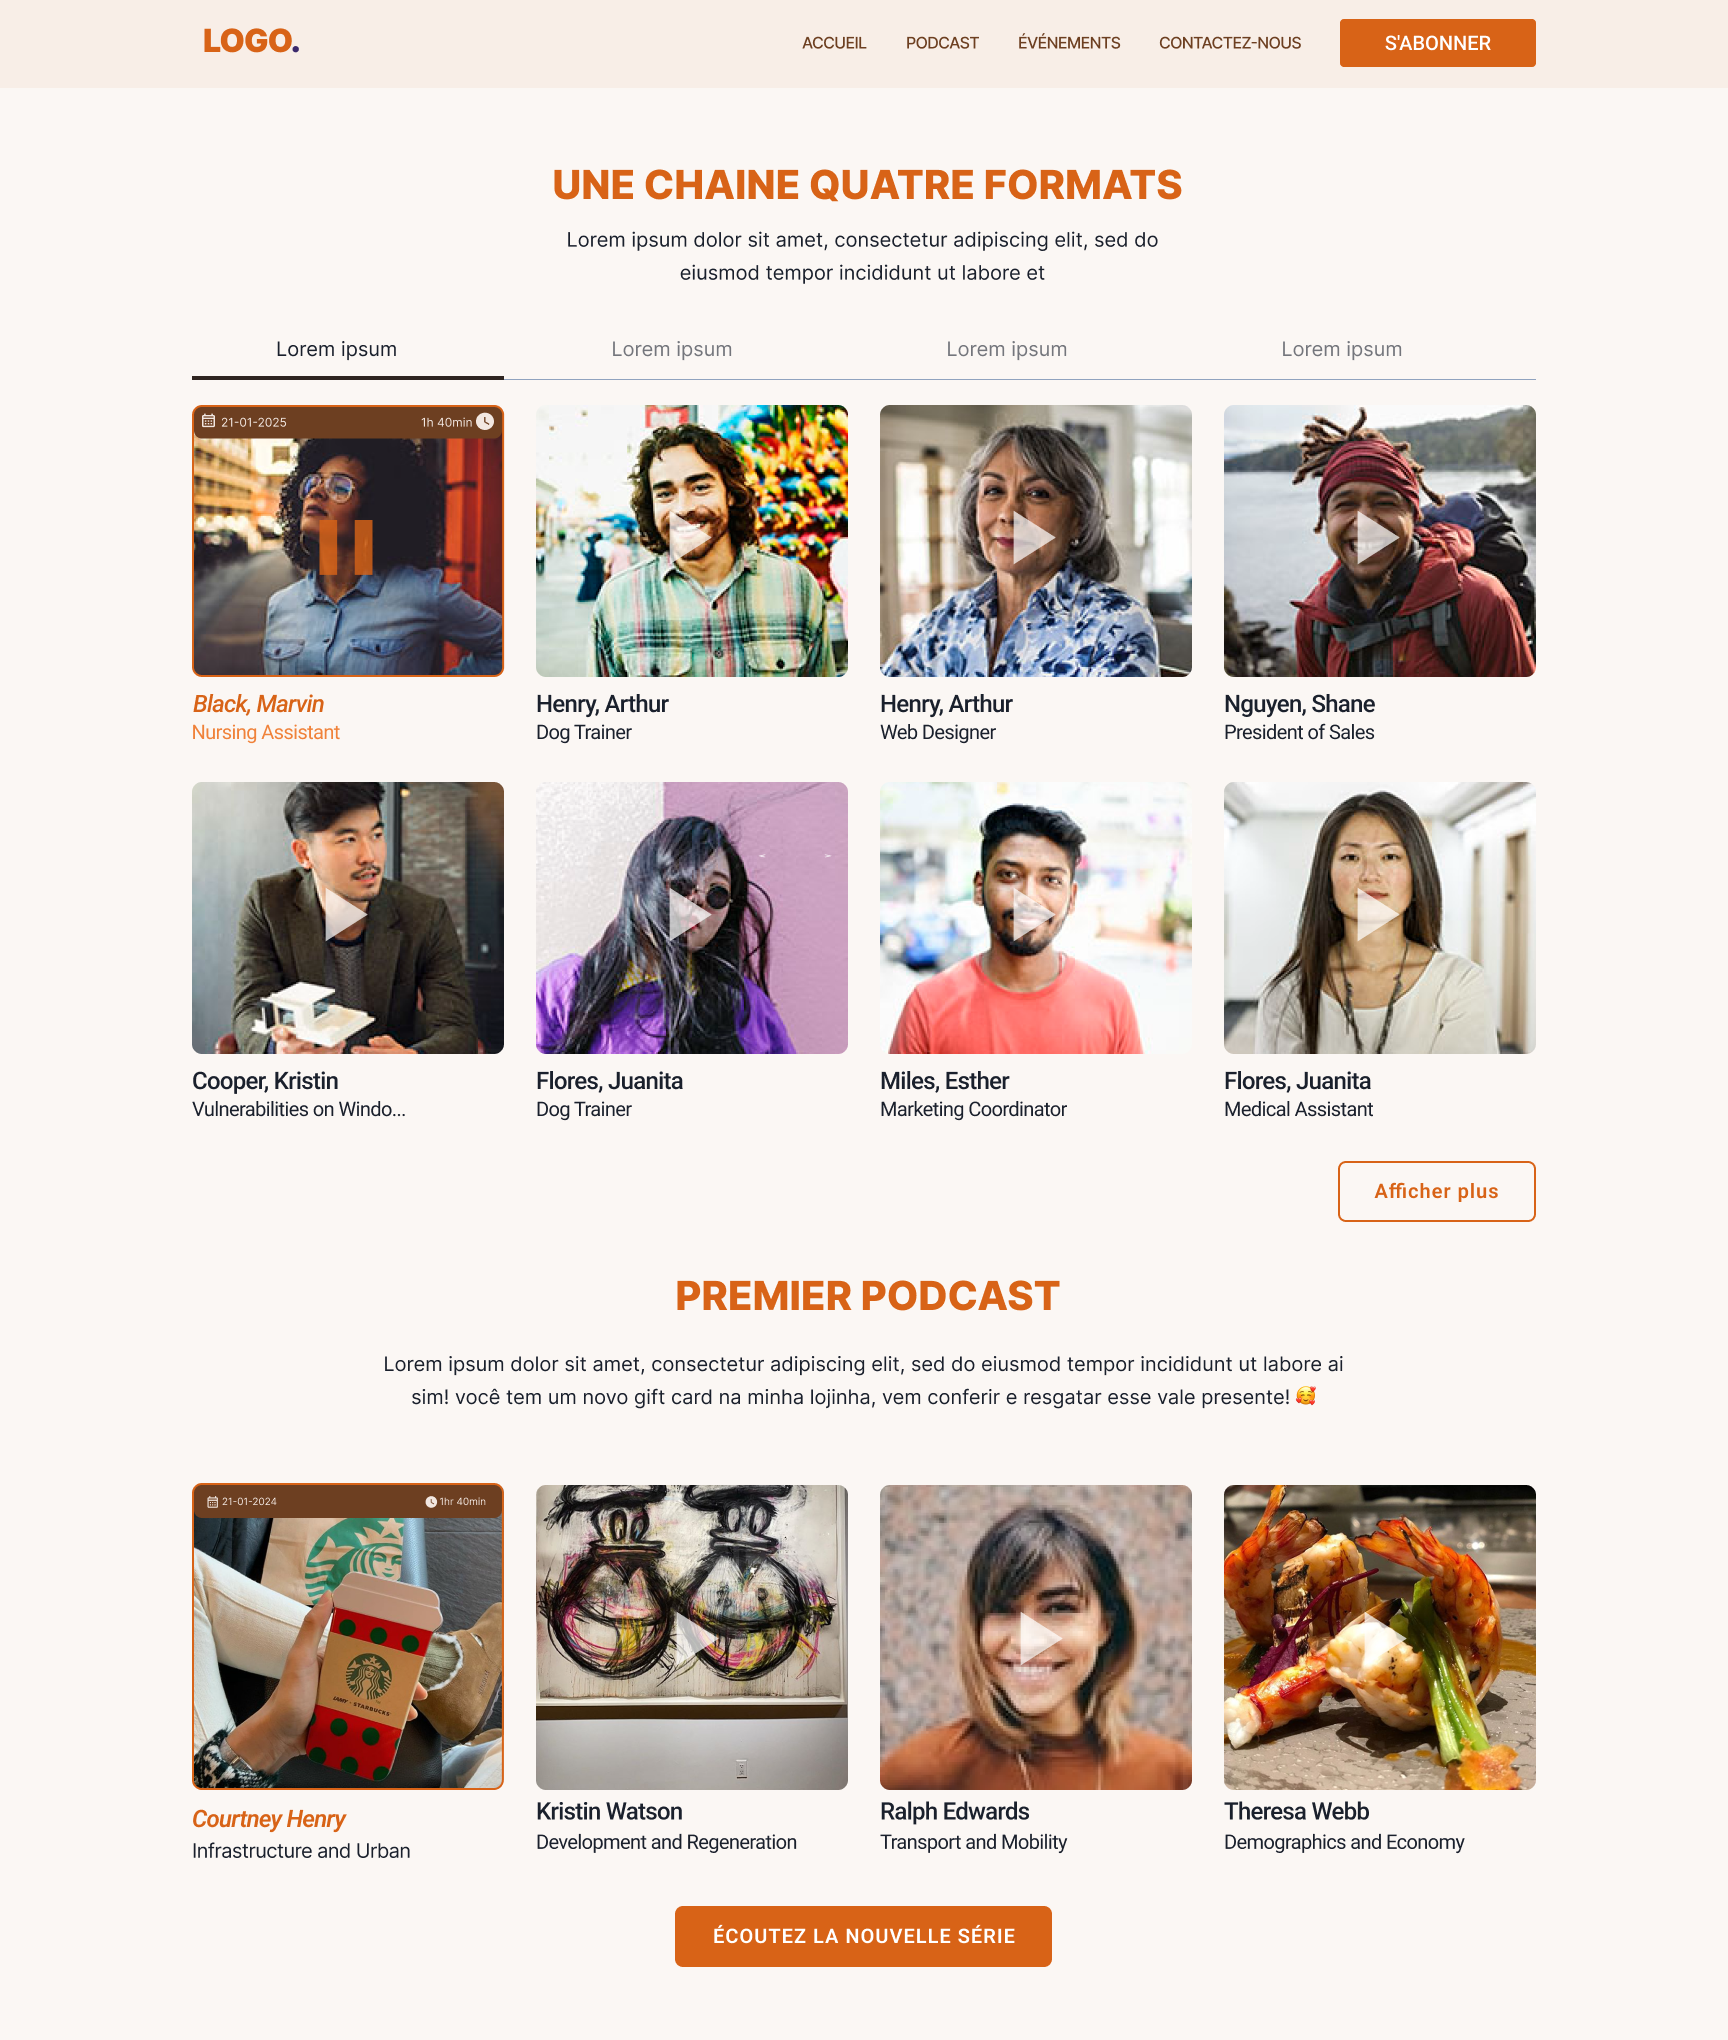 LOGO.
ACCUEIL
PODCAST
ÉVÉNEMENTS
CONTACTEZ-NOUS
S'ABONNER
UNE CHAINE QUATRE FORMATS
Lorem ipsum dolor sit amet, consectetur adipiscing elit, sed do
eiusmod tempor incididunt ut labore et
Lorem ipsum
Lorem ipsum
Lorem ipsum
Lorem ipsum
21-01-2025
1h 40min
Black, Marvin
Nursing Assistant
Henry, Arthur
Dog Trainer
Henry, Arthur
Web Designer
Nguyen, Shane
President of Sales
Cooper, Kristin
Vulnerabilities on Windo...
Flores, Juanita
Dog Trainer
Miles, Esther
Marketing Coordinator
Flores, Juanita
Medical Assistant
Afficher plus
PREMIER PODCAST
Lorem ipsum dolor sit amet, consectetur adipiscing elit, sed do eiusmod tempor incididunt ut labore ai
sim! você tem um novo gift card na minha lojinha, vem conferir e resgatar esse vale presente! 🥰
21-01-2024
1hr 40min
STARBUCKS
Courtney Henry
Infrastructure and Urban
Kristin Watson
Development and Regeneration
Ralph Edwards
Transport and Mobility
Theresa Webb
Demographics and Economy
ÉCOUTEZ LA NOUVELLE SÉRIE